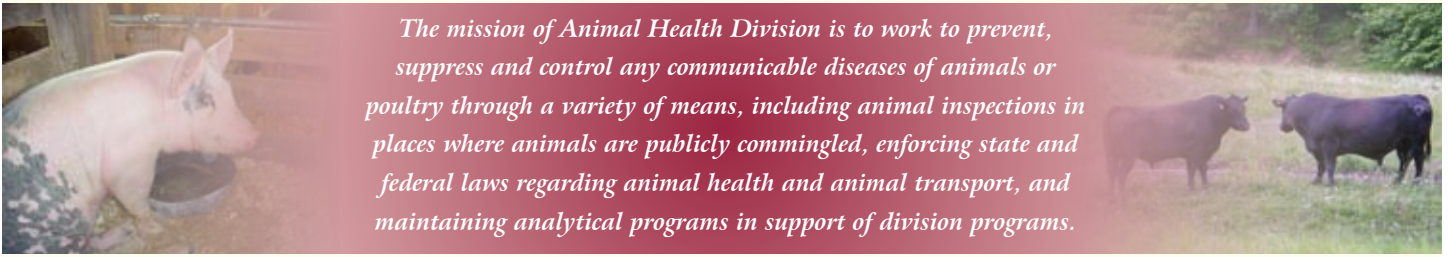 The mission of Animal Health Division is to work to prevent,
suppress and control any communicable diseases of animals or
poultry through a variety of means, including animal inspections in
places where animals are publicly commingled, enforcing state and
federal laws regarding animal health and animal transport, and
maintaining analytical programs in support of division programs.